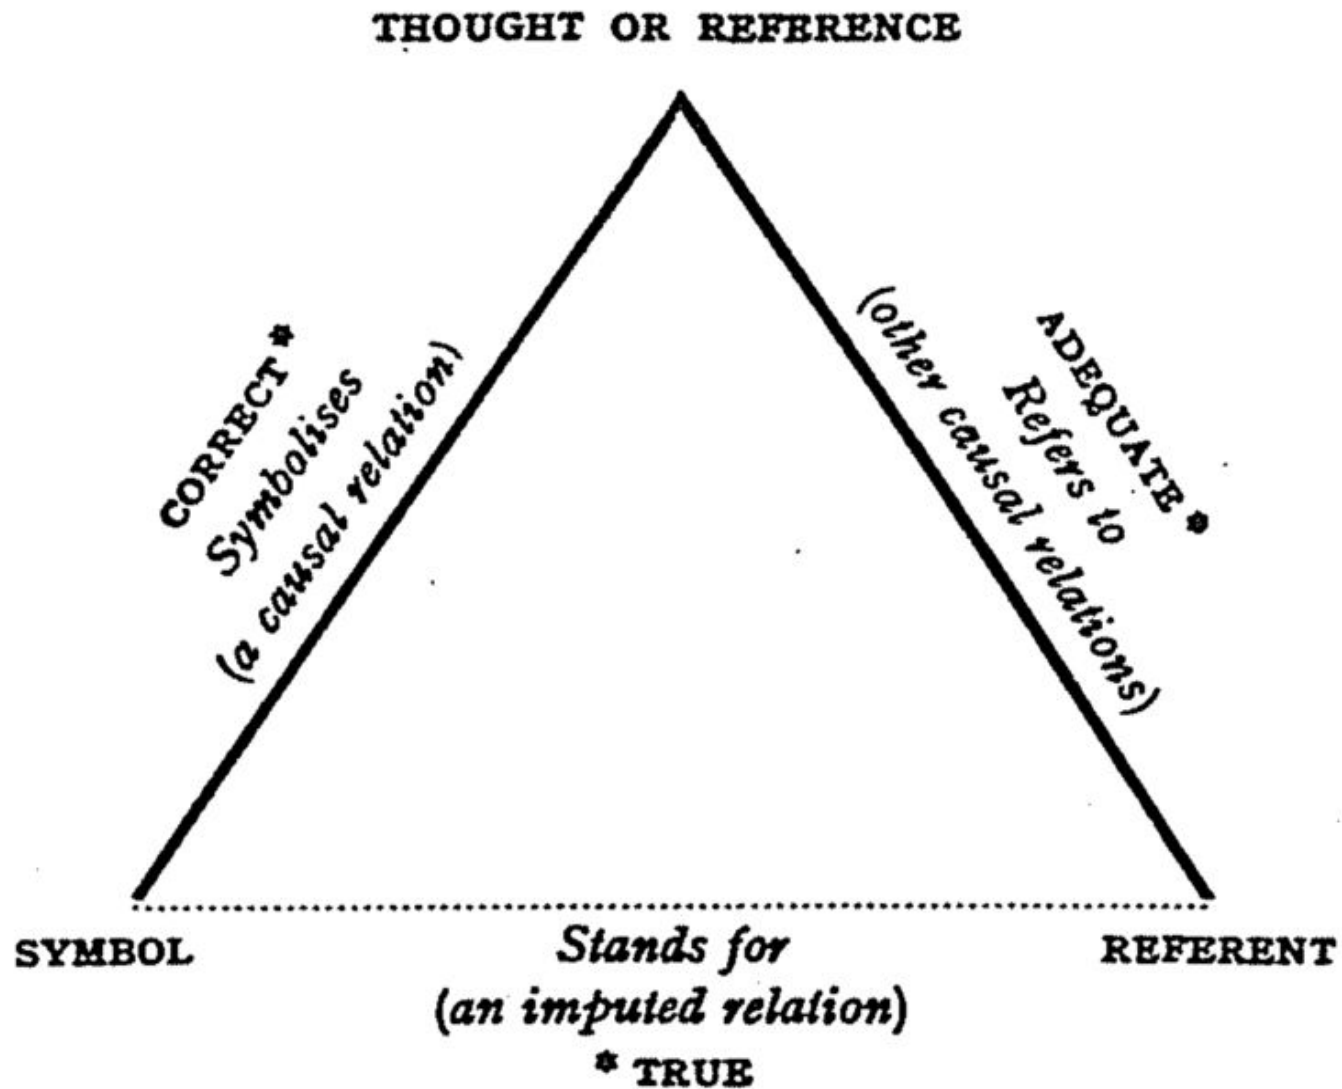 THOUGHT OR REFERENCE
CORRECT *
Symbolises
(a causal relation)
ADEQUATE *
Refers to
(other causal relations)
SYMBOL
Stands for
(an imputed relation)
* TRUE
REFERENT